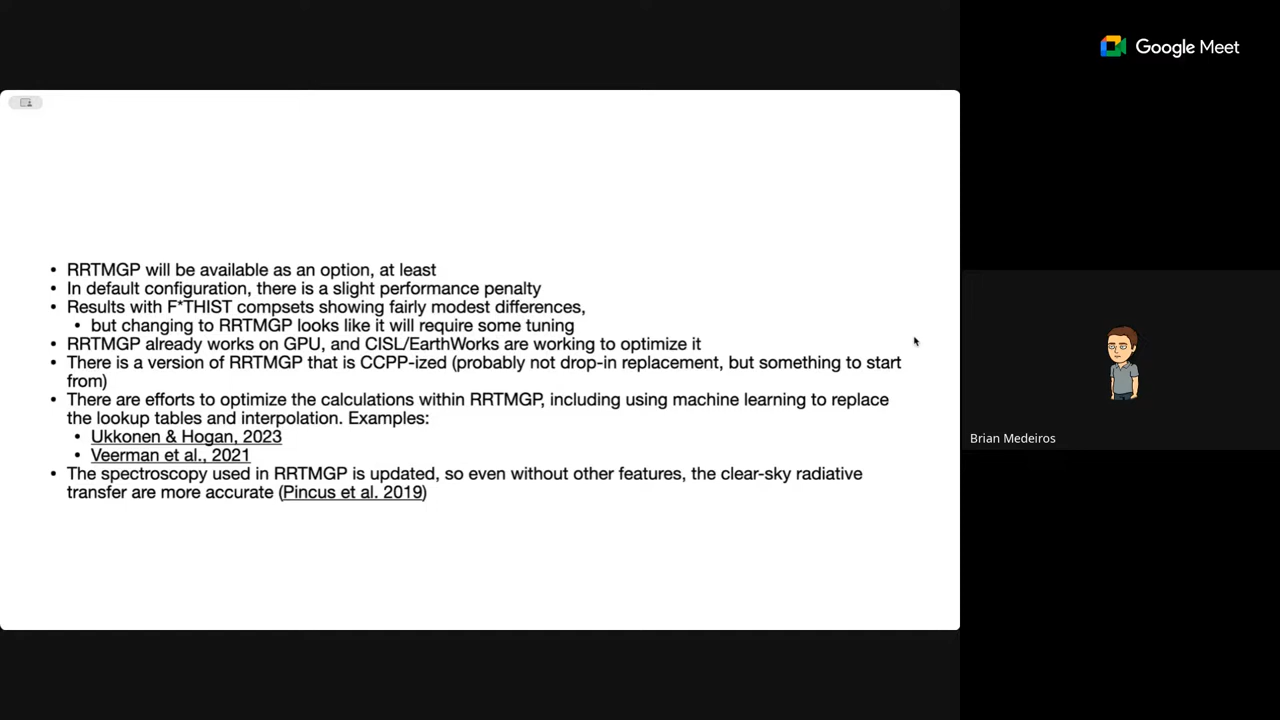 Google Meet
• RRTMGP will be available as an option, at least
• In default configuration, there is a slight performance penalty
• Results with F*THIST compsets showing fairly modest differences,
• but changing to RRTMGP looks like it will require some tuning
• RRTMGP already works on GPU, and CISL/EarthWorks are working to optimize it
• There is a version of RRTMGP that is CCPP-ized (probably not drop-in replacement, but something to start
from)
• There are efforts to optimize the calculations within RRTMGP, including using machine learning to replace
the lookup tables and interpolation. Examples:
• Ukkonen & Hogan, 2023
• Veerman et al., 2021
• The spectroscopy used in RRTMGP is updated, so even without other features, the clear-sky radiative
transfer are more accurate (Pincus et al. 2019)
Brian Medeiros